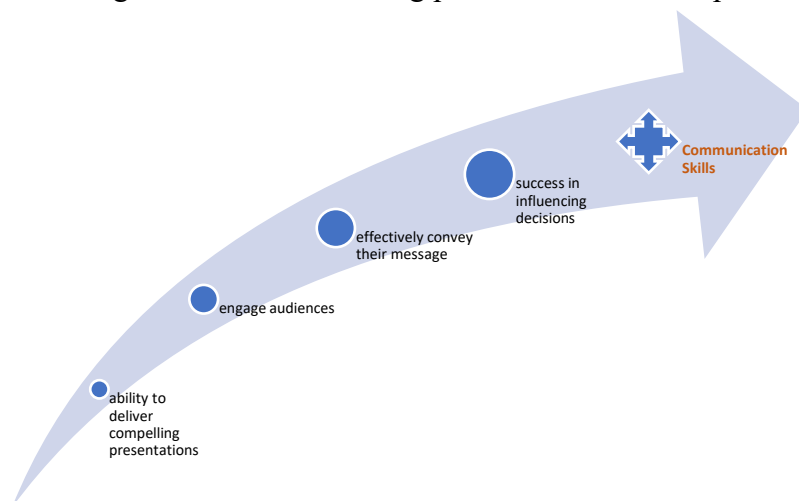 ability to
deliver
compelling
presentations
engage audiences
effectively convey
their message
success in
influencing
decisions
Communication
Skills